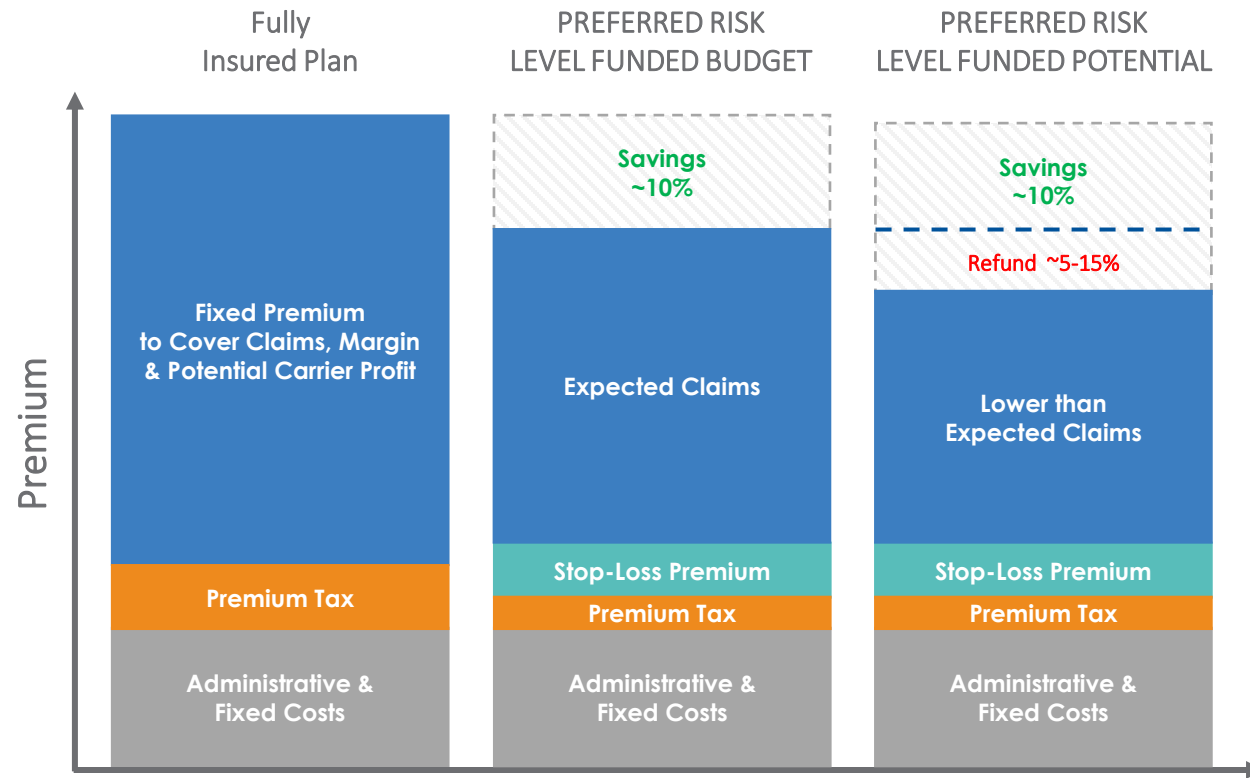 Fully
Insured Plan
PREFERRED RISK
LEVEL FUNDED BUDGET
PREFERRED RISK
LEVEL FUNDED POTENTIAL
Premium
Fixed Premium
to Cover Claims, Margin
& Potential Carrier Profit
Premium Tax
Administrative &
Fixed Costs
Savings
~10%
Expected Claims
Stop-Loss Premium
Premium Tax
Administrative &
Fixed Costs
Savings
~10%
Refund ~5-15%
Lower than
Expected Claims
Stop-Loss Premium
Premium Tax
Administrative &
Fixed Costs